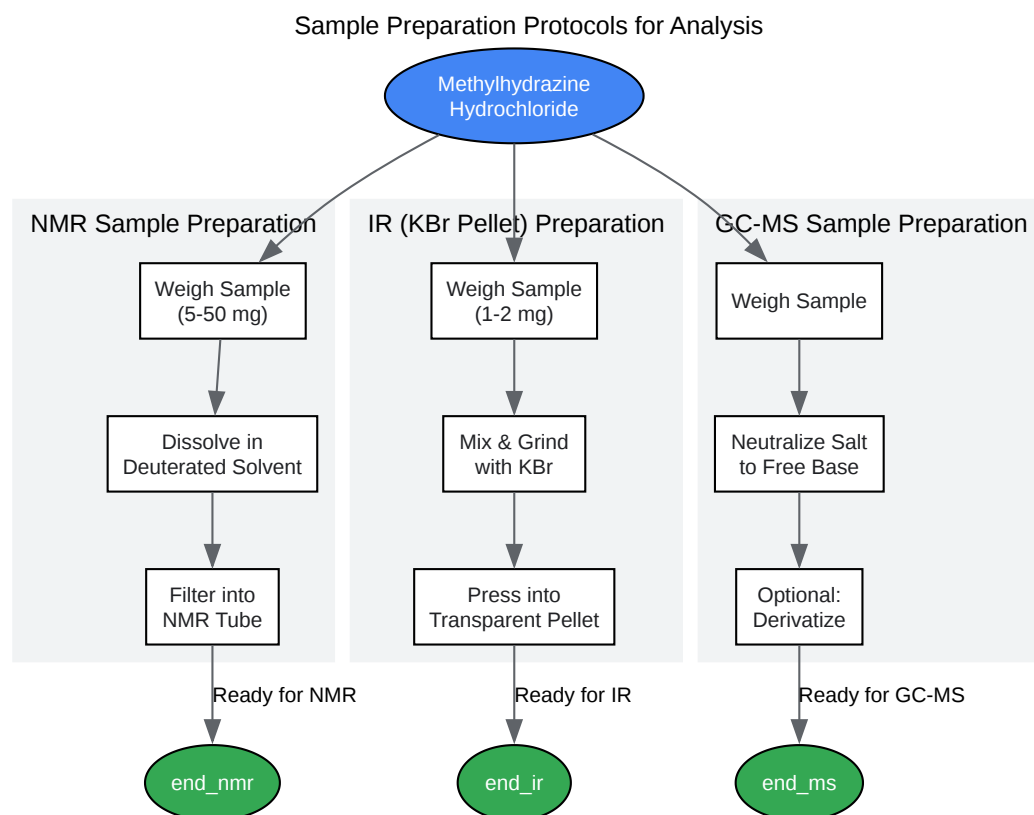 Sample Preparation Protocols for Analysis
Methylhydrazine
Hydrochloride
NMR Sample Preparation
Weigh Sample
(5-50 mg)
Dissolve in
Deuterated Solvent
Filter into
NMR Tube
Ready for NMR
end_nmr
IR (KBr Pellet) Preparation
Weigh Sample
(1-2 mg)
Mix & Grind
with KBr
Press into
Transparent Pellet
Ready for IR
end_ir
GC-MS Sample Preparation
Weigh Sample
Neutralize Salt
to Free Base
Optional:
Derivatize
Ready for GC-MS
end_ms